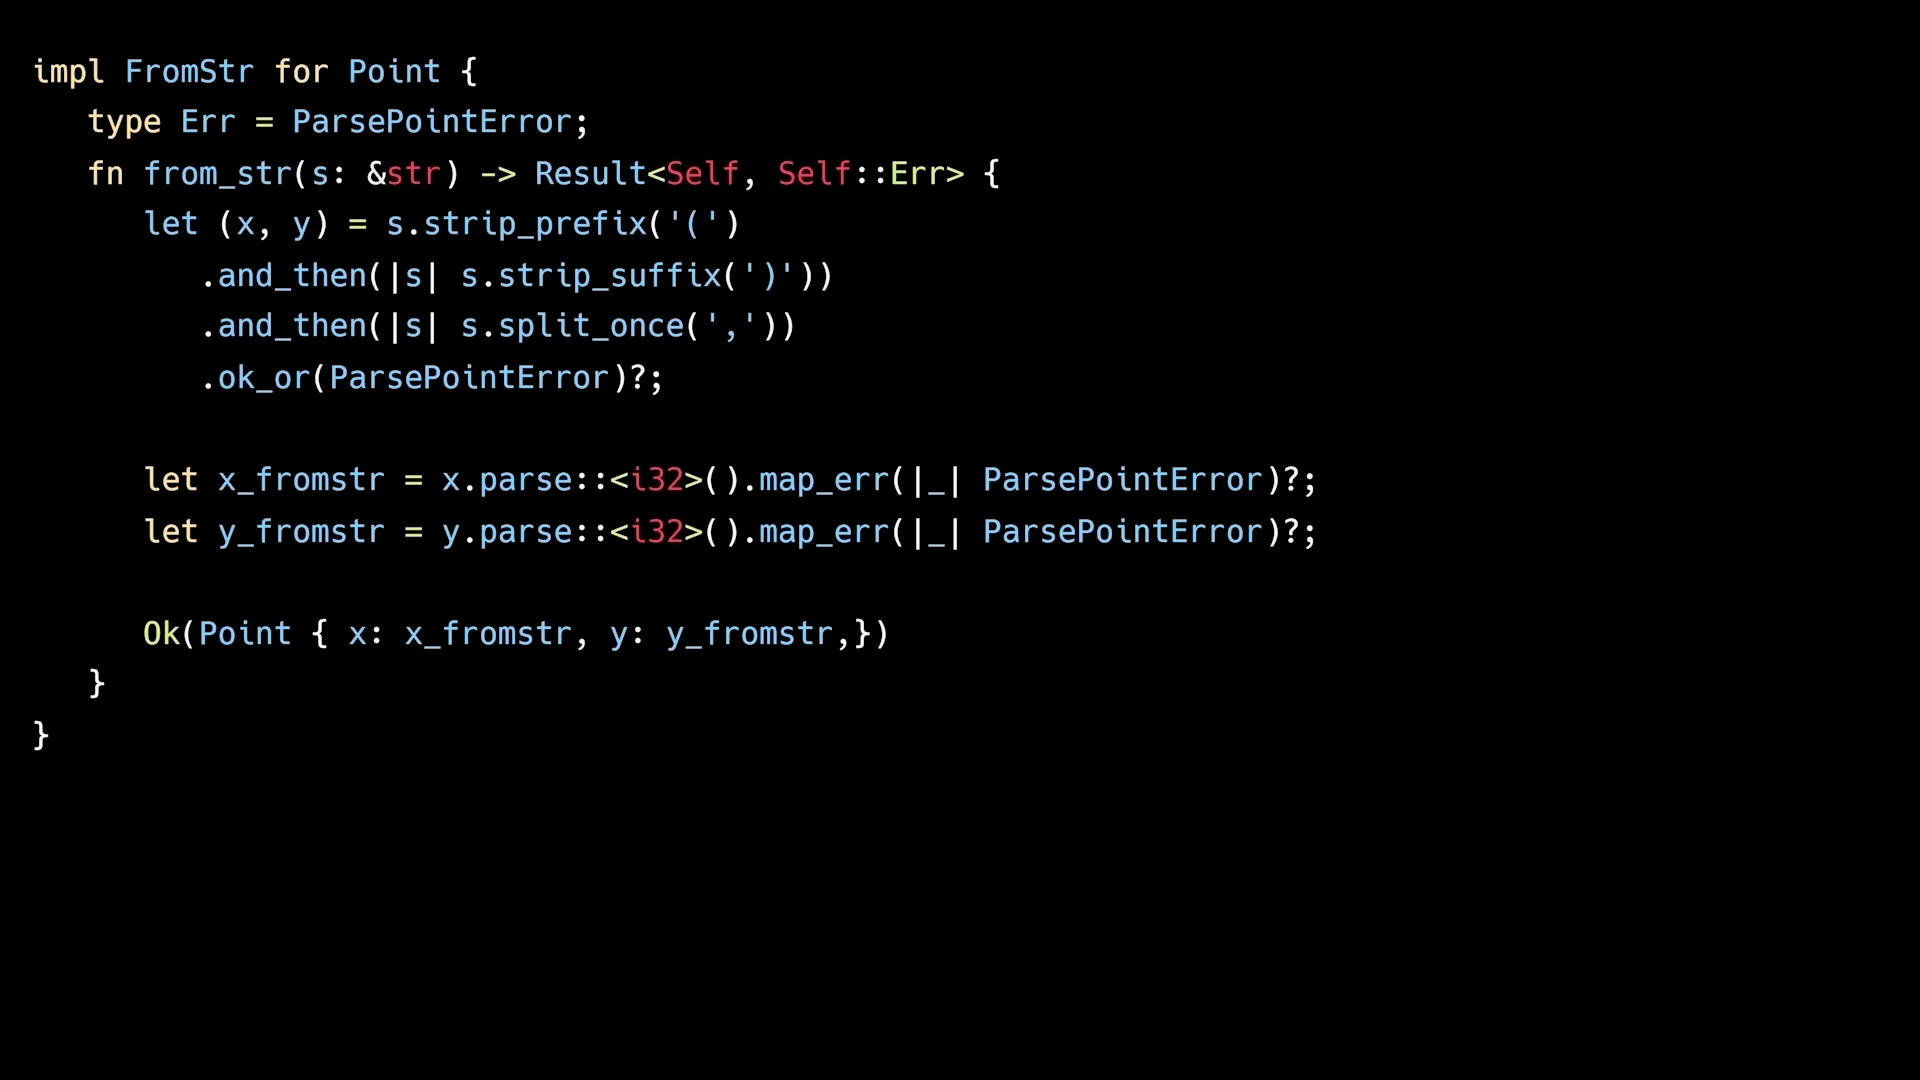 impl FromStr for Point {
   type Err = ParsePointError;
   fn from_str(s: &str) -> Result<Self, Self::Err> {
      let (x, y) = s.strip_prefix('(')
         .and_then(|s| s.strip_suffix(')'))
         .and_then(|s| s.split_once(','))
         .ok_or(ParsePointError)?;

      let x_fromstr = x.parse::<i32>().map_err(|_| ParsePointError)?;
      let y_fromstr = y.parse::<i32>().map_err(|_| ParsePointError)?;

      Ok(Point { x: x_fromstr, y: y_fromstr,})
   }
}